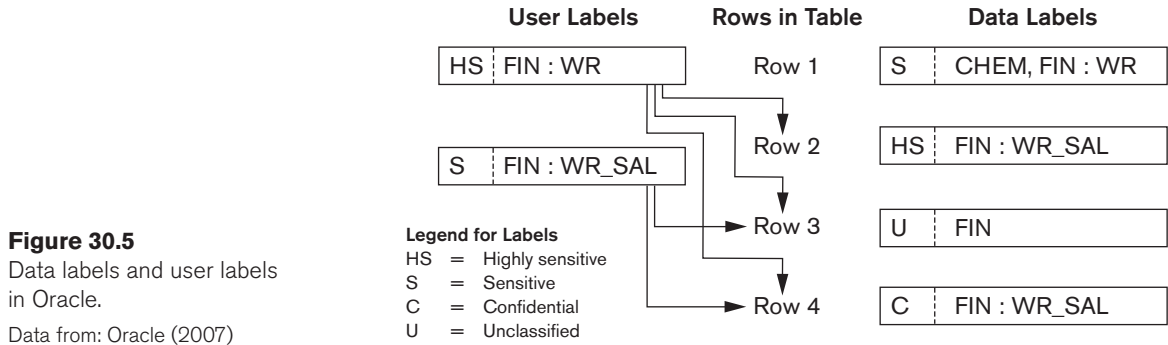 User Labels Rows in Table Data Labels
HS FIN : WR Row 1 S CHEM, FIN : WR
Row 2 HS FIN : WR_SAL
S FIN : WR_SAL
Row 3 U FIN
Row 4 C FIN : WR_SAL
Legend for Labels
HS = Highly sensitive
S = Sensitive
C = Confidential
U = Unclassified
Figure 30.5
Data labels and user labels
in Oracle.
Data from: Oracle (2007)